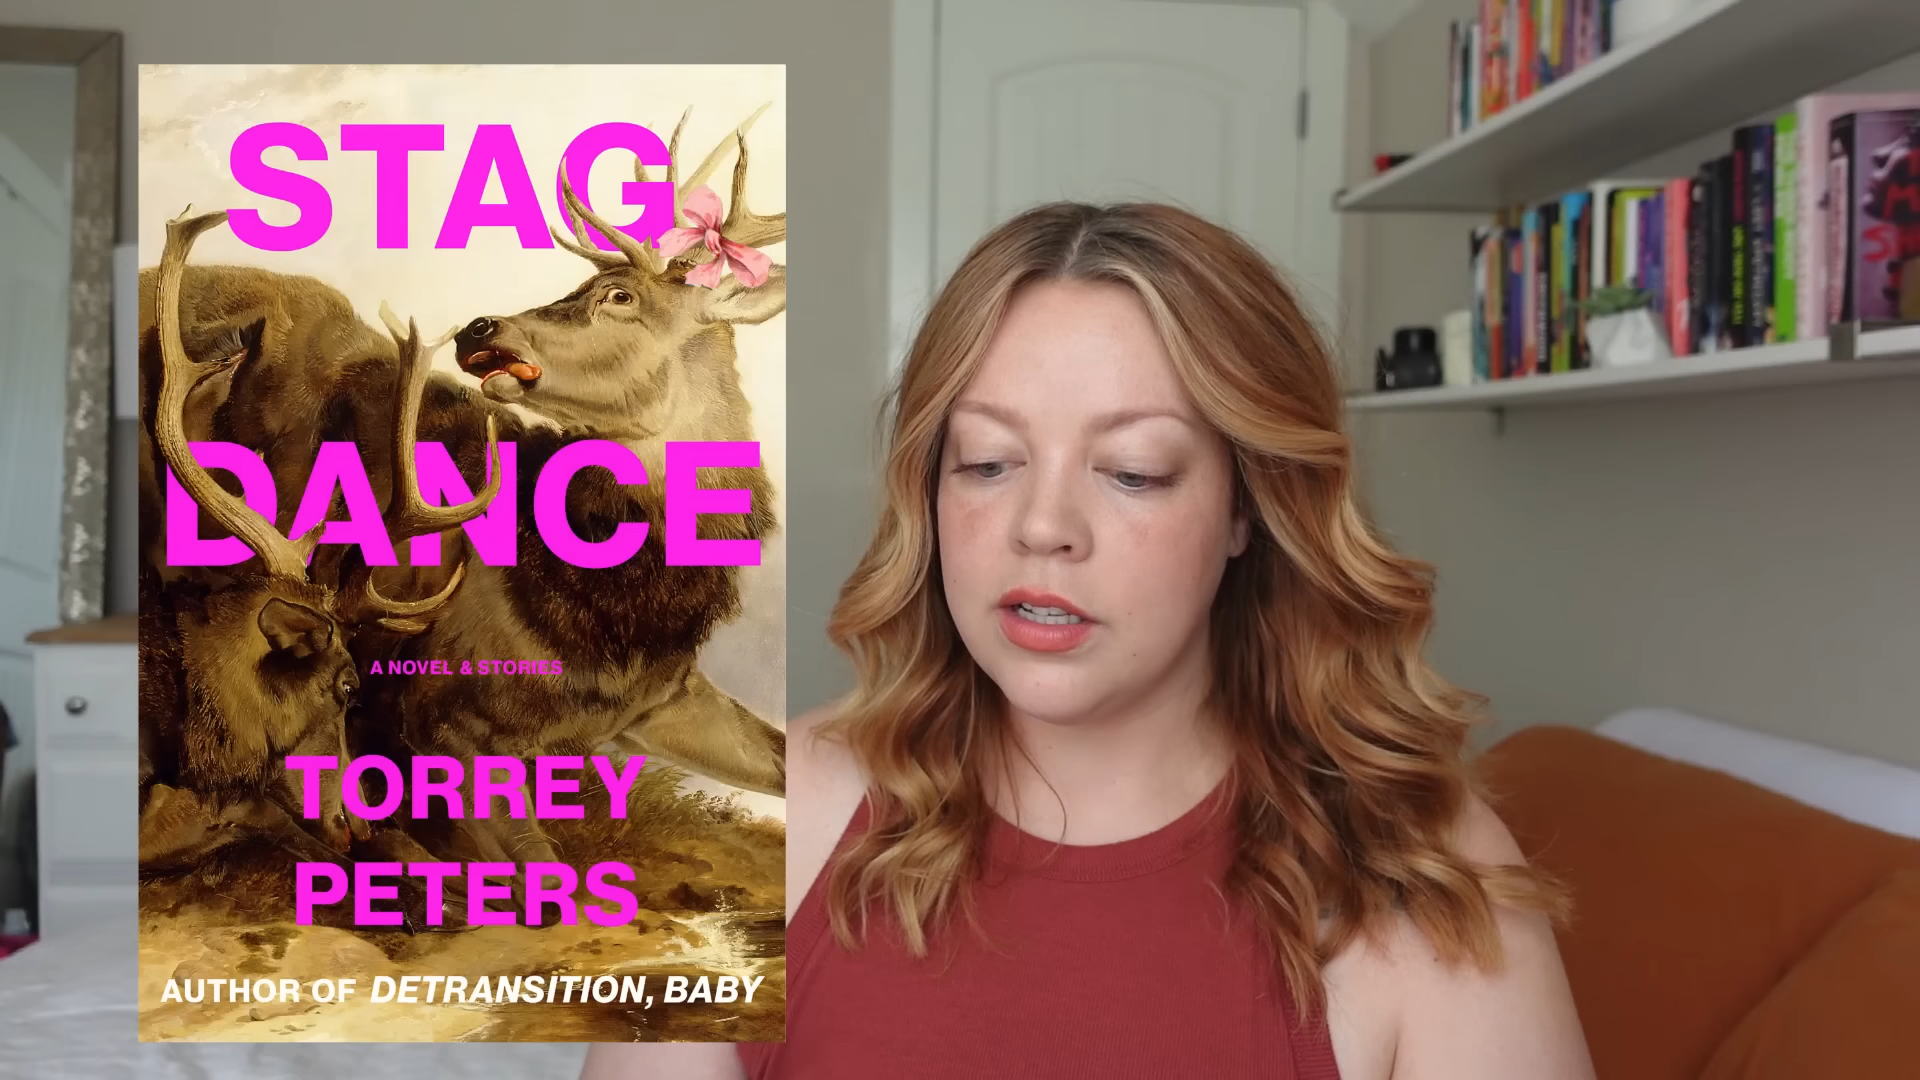 STAG
DANCE
A NOVEL & STORIES
TORREY
PETERS
AUTHOR OF DETRANSITION, BABY